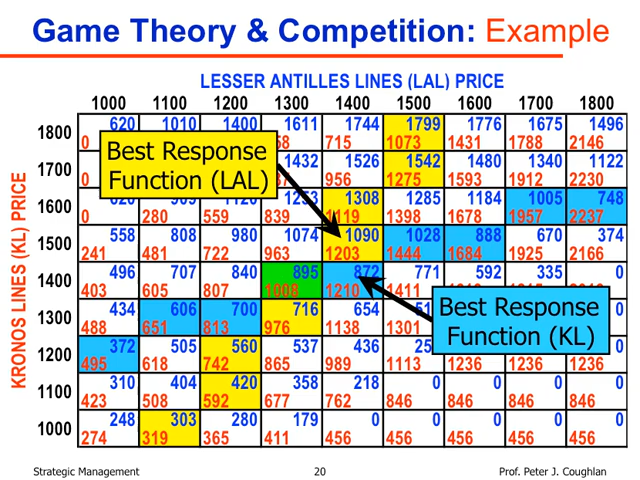 Game Theory & Competition: Example
LESSER ANTILLES LINES (LAL) PRICE
1000 1100 1200 1300 1400 1500 1600 1700 1800
KRONOS LINES (KL) PRICE
620 1010 1400 1611 1744 1799 1776 1675 1496
1800
0 715 1073 1431 1788 2146
Best Response
Function (LAL)
1432 1526 1542 1480 1340 1122
1700
0 956 1275 1593 1912 2230
1308 1285 1184 1005 748
1600
0 280 559 839 1119 1398 1678 1957 2237
558 808 980 1074 1090 1028 888 670 374
1500
241 481 722 963 1203 1444 1684 1925 2166
496 707 840 895 872 771 592 335 0
1400
403 605 807 1008 1210 1411
434 606 700 716 654 0
1300
488 651 813 976 1138 1301
Best Response
Function (KL)
372 505 560 537 436 0
1200
495 618 742 865 989 1113 1236 1236 1236
310 404 420 358 218 0 0 0 0
1100
423 508 592 677 762 846 846 846 846
248 303 280 179 0 0 0 0 0
1000
274 319 365 411 456 456 456 456 456
Strategic Management
20
Prof. Peter J. Coughlan